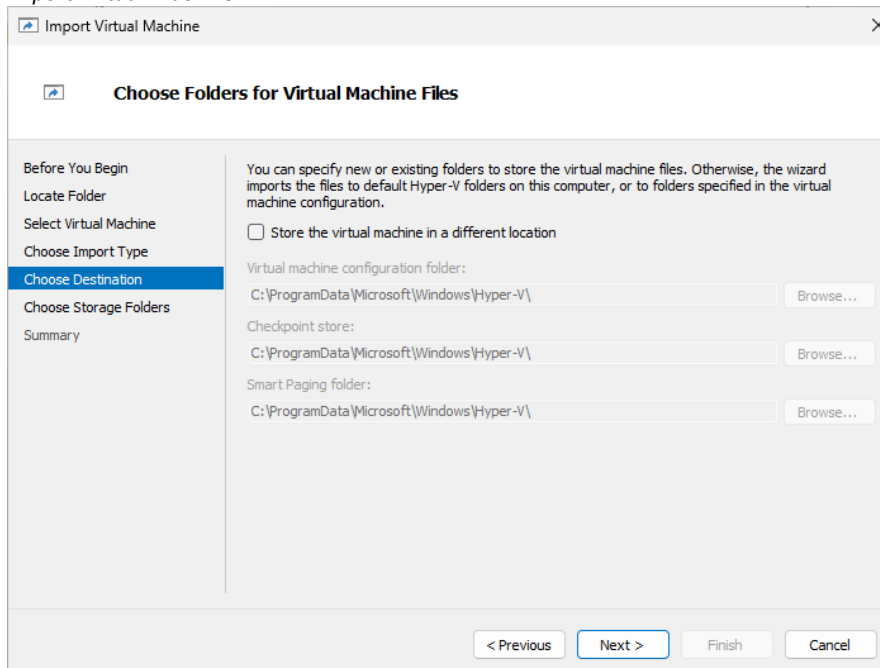 Import Virtual Machine
Choose Folders for Virtual Machine Files
Before You Begin
Locate Folder
Select Virtual Machine
Choose Import Type
Choose Destination
Choose Storage Folders
Summary
You can specify new or existing folders to store the virtual machine files. Otherwise, the wizard
imports the files to default Hyper-V folders on this computer, or to folders specified in the virtual
machine configuration.
Store the virtual machine in a different location
Virtual machine configuration folder:
C:\ProgramData\Microsoft\Windows\Hyper-V\
Browse...
Checkpoint store:
C:\ProgramData\Microsoft\Windows\Hyper-V\
Browse...
Smart Paging folder:
C:\ProgramData\Microsoft\Windows\Hyper-V\
Browse...
< Previous
Next >
Finish
Cancel